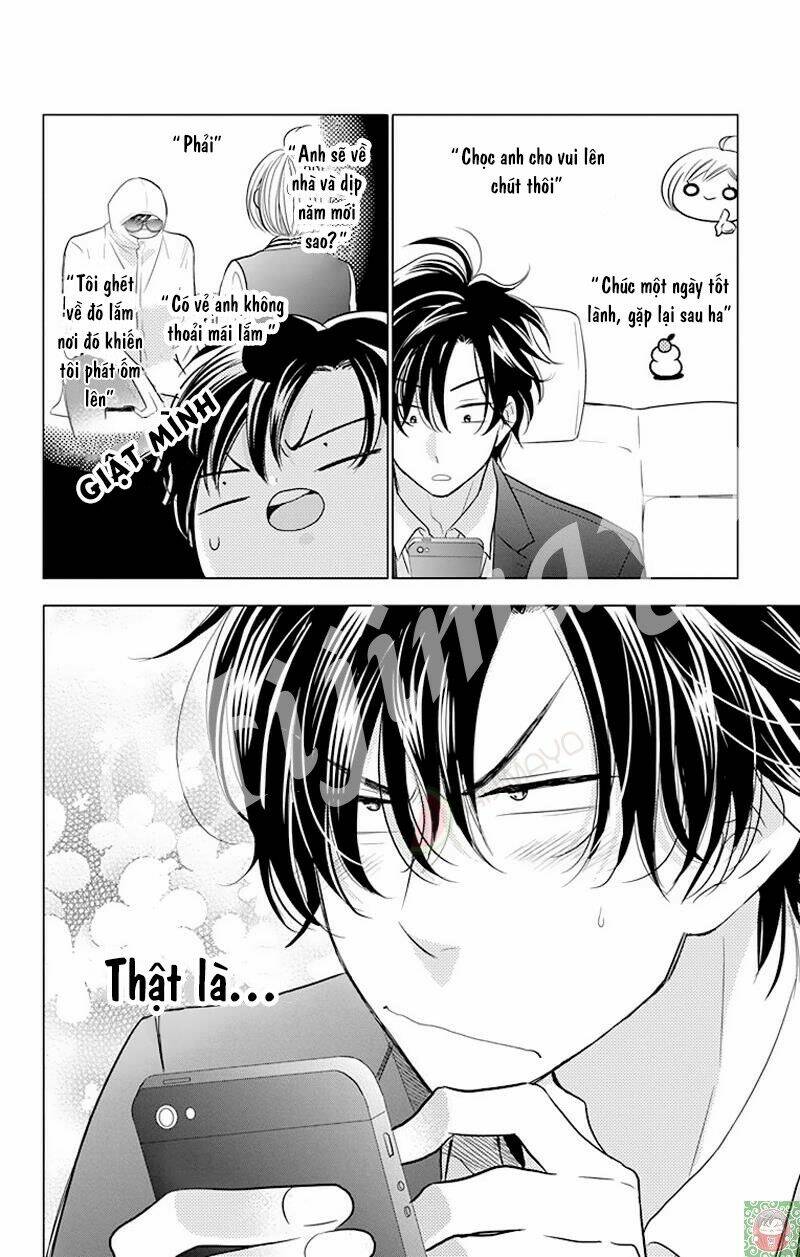 “Chọc anh cho vui lên
chút thôi”
“Chúc một ngày tốt
lành, gặp lại sau ha”
“Anh sẽ về
nhà và dịp
năm mới
sao?”
“Phải”
“Có vẻ anh không
thoải mái lắm”
“Tôi ghét
về đó lắm
nơi đó khiến
tôi phát ốm
lên”
GIẬT MÌNH
Thật là...